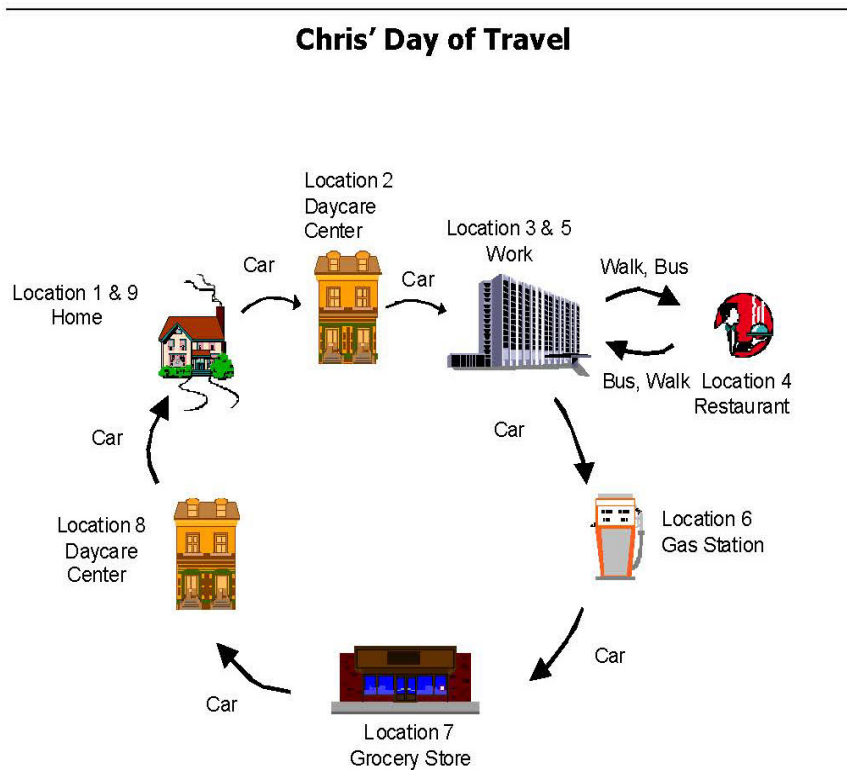 Chris' Day of Travel
Location 2
Daycare
Center
Location 3 & 5
Work
Car
Car
Walk, Bus
Location 1 & 9
Home
Bus, Walk
Location 4
Restaurant
Car
Car
Location 8
Daycare
Center
Location 6
Gas Station
Car
Car
Location 7
Grocery Store